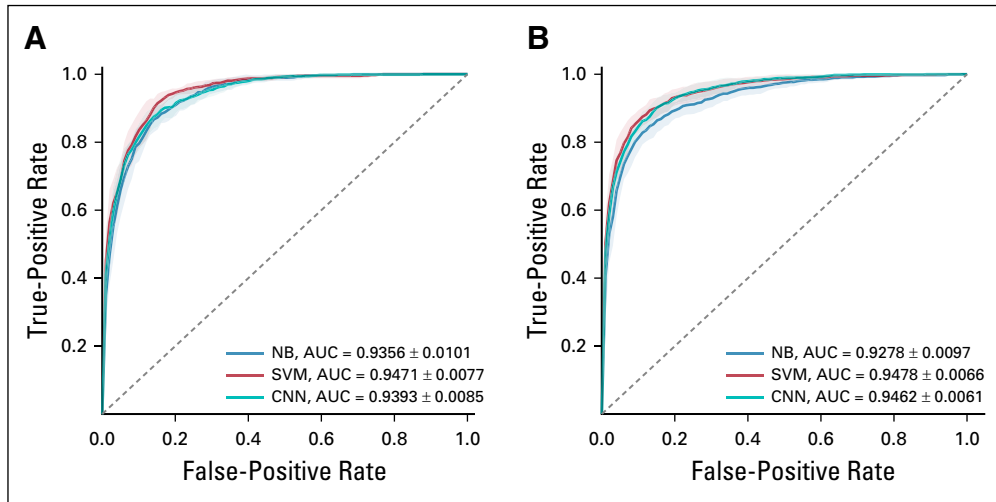 A
True-Positive Rate
1.0
0.8
0.6
0.4
0.2
NB, AUC = 0.9356 ± 0.0101
SVM, AUC = 0.9471 ± 0.0077
CNN, AUC = 0.9393 ± 0.0085
0.0 0.2 0.4 0.6 0.8 1.0
False-Positive Rate
B
True-Positive Rate
1.0
0.8
0.6
0.4
0.2
NB, AUC = 0.9278 ± 0.0097
SVM, AUC = 0.9478 ± 0.0066
CNN, AUC = 0.9462 ± 0.0061
0.0 0.2 0.4 0.6 0.8 1.0
False-Positive Rate